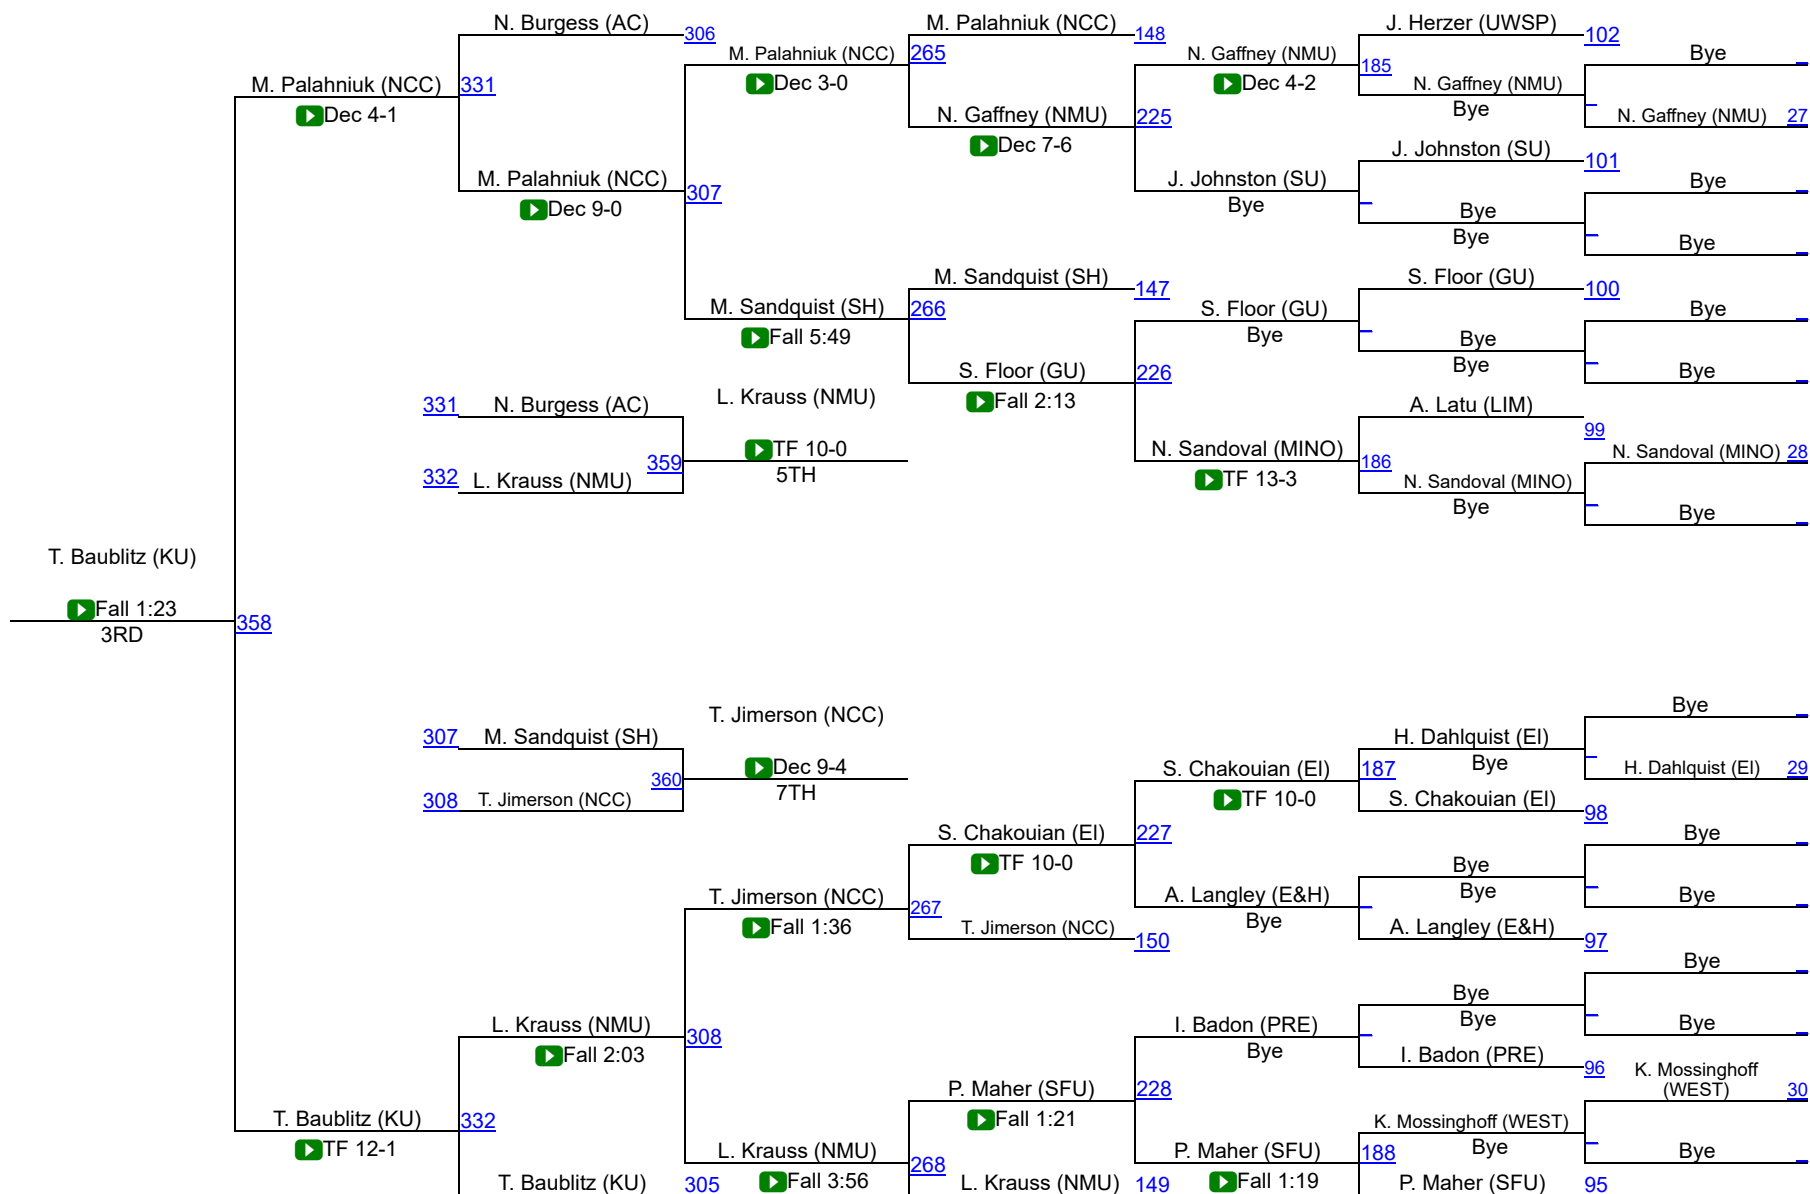 N. Burgess (AC)
306
M. Palahniuk (NCC)
148
J. Herzer (UWSP)
102
Bye
M. Palahniuk (NCC)
265
N. Gaffney (NMU)
185
M. Palahniuk (NCC)
331
Dec 3-0
Dec 4-2
N. Gaffney (NMU)
Bye
Dec 4-1
N. Gaffney (NMU)
225
N. Gaffney (NMU)
27
Dec 7-6
J. Johnston (SU)
101
M. Palahniuk (NCC)
307
J. Johnston (SU)
Bye
Bye
Dec 9-0
Bye
Bye
Bye
M. Sandquist (SH)
147
S. Floor (GU)
100
M. Sandquist (SH)
266
S. Floor (GU)
Bye
Fall 5:49
Bye
Bye
Bye
S. Floor (GU)
226
Bye
Fall 2:13
331
N. Burgess (AC)
L. Krauss (NMU)
A. Latu (LIM)
99
TF 10-0
N. Sandoval (MINO)
N. Sandoval (MINO)
28
332
L. Krauss (NMU)
359
5TH
TF 13-3
186
N. Sandoval (MINO)
Bye
Bye
T. Baublitz (KU)
Fall 1:23
3RD
358
T. Jimerson (NCC)
Bye
307
M. Sandquist (SH)
H. Dahlquist (EI)
Dec 9-4
S. Chakouian (EI)
187
Bye
H. Dahlquist (EI)
29
308
T. Jimerson (NCC)
360
7TH
TF 10-0
S. Chakouian (EI)
98
S. Chakouian (EI)
227
Bye
TF 10-0
Bye
T. Jimerson (NCC)
267
A. Langley (E&H)
Bye
Bye
Fall 1:36
T. Jimerson (NCC)
150
Bye
A. Langley (E&H)
97
Bye
Bye
L. Krauss (NMU)
308
I. Badon (PRE)
Bye
Bye
Fall 2:03
Bye
I. Badon (PRE)
96
K. Mossinghoff
(WEST)
30
P. Maher (SFU)
228
Fall 1:21
T. Baublitz (KU)
332
K. Mossinghoff (WEST)
TF 12-1
L. Krauss (NMU)
268
P. Maher (SFU)
188
Bye
Bye
T. Baublitz (KU)
305
Fall 3:56
L. Krauss (NMU)
149
Fall 1:19
P. Maher (SFU)
95